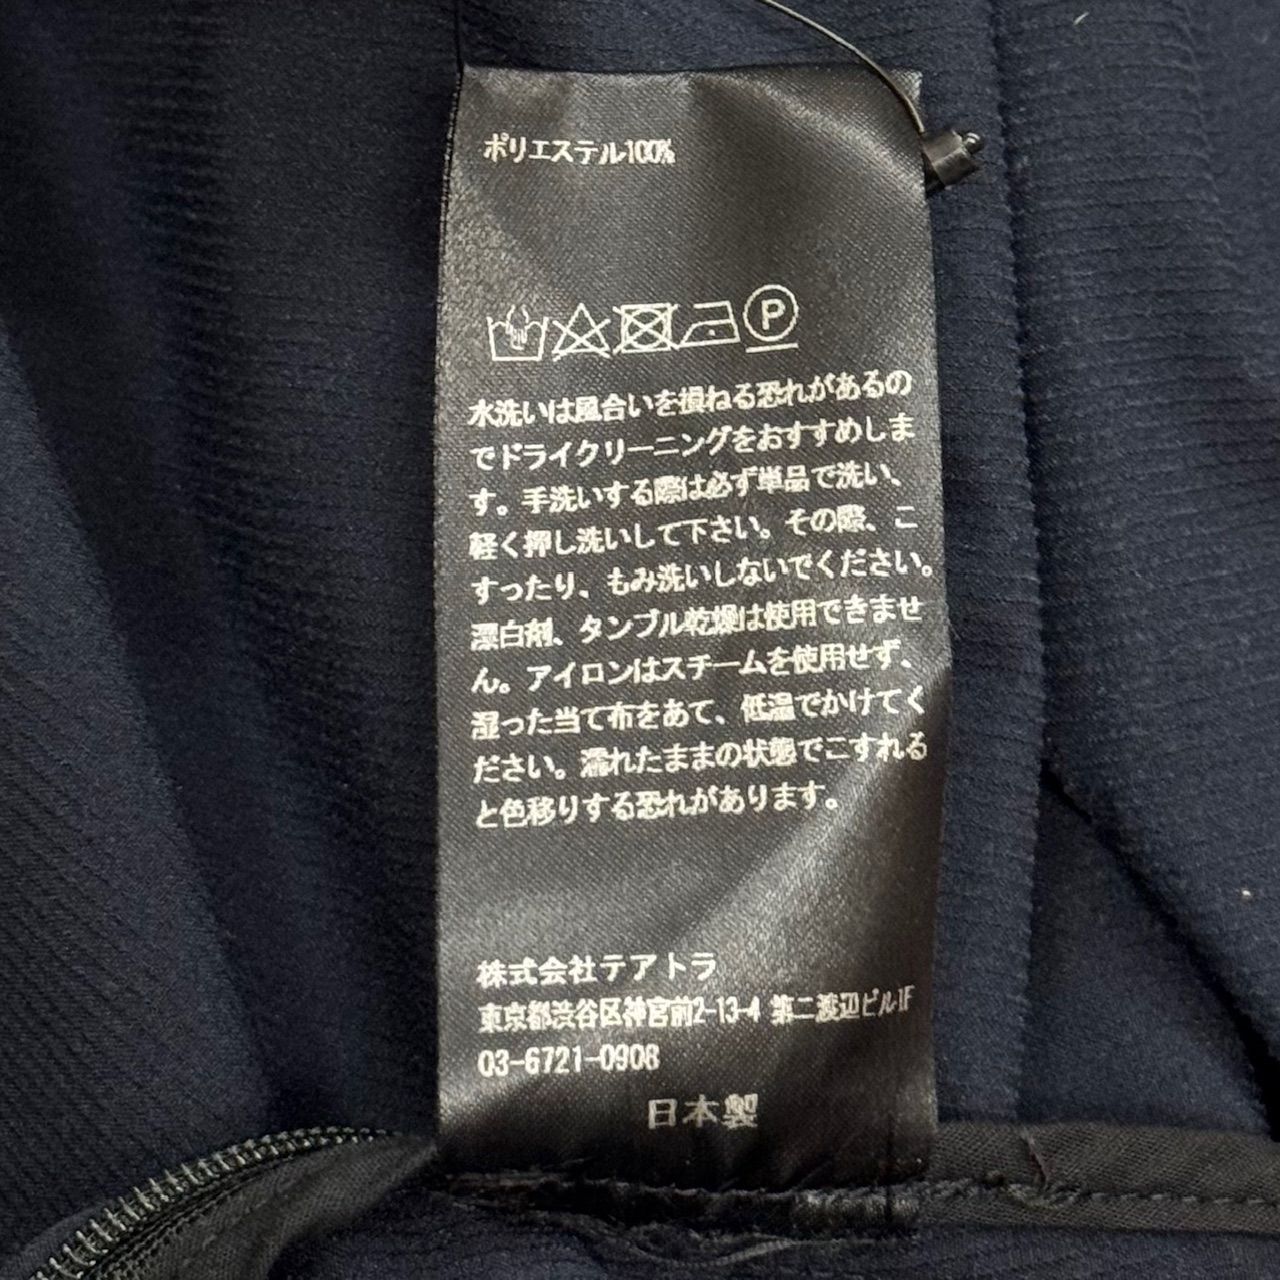 ポリエステル100%
P
水洗いは風合いを損ねる恐れがあるの
でドライクリーニングをおすすめしま
す。手洗いする際は必ず単品で洗い、
軽く押し洗いして下さい。その際、こ
すったり、もみ洗いしないでください。
漂白剤、タンブル乾燥は使用できませ
ん。アイロンはスチームを使用せず、
湿った当て布をあて、低温でかけてく
ださい。濡れたままの状態でこすれる
と色移りする恐れがあります。
株式会社テアトラ
東京都渋谷区神宮前2-13-4 第二渡辺ビル1F
03-6721-0908
日本製